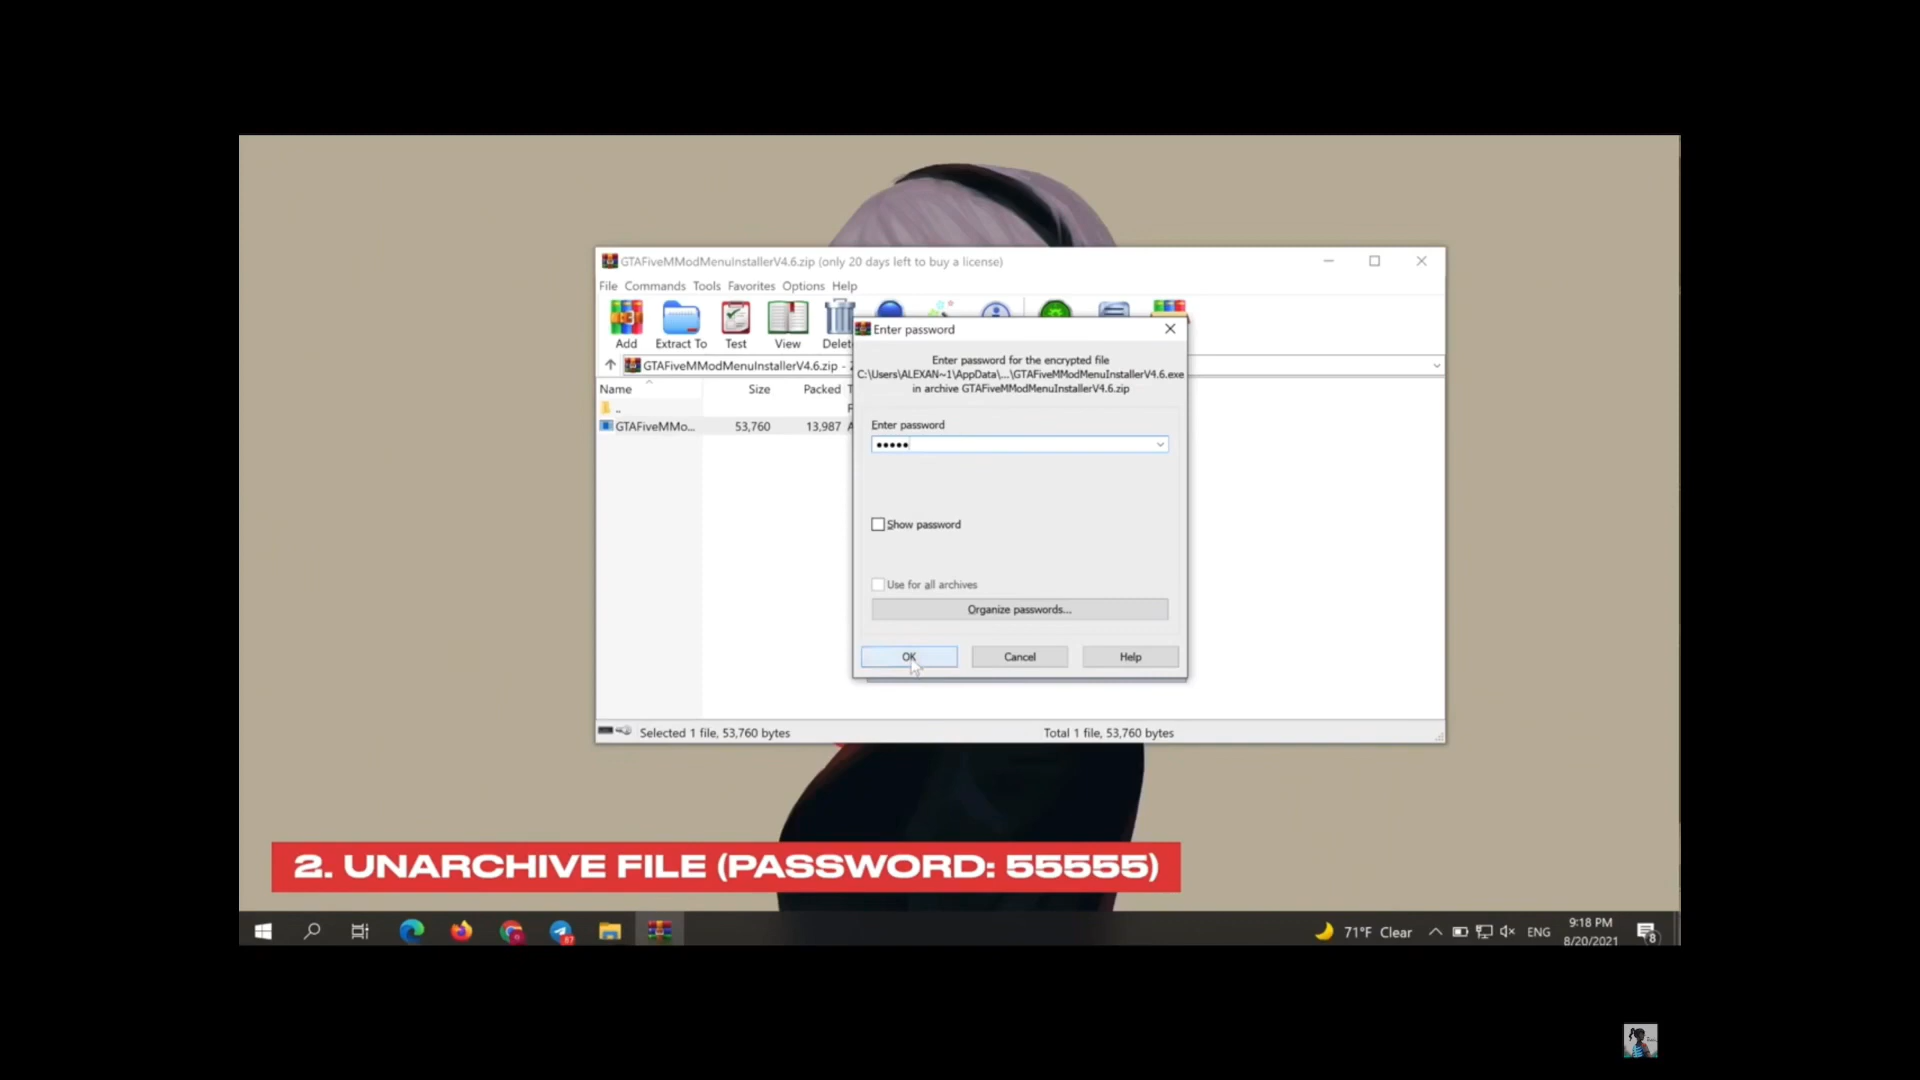 GTAFiveMModMenuInstallerV4.6.zip (only 20 days left to buy a license)
File Commands Tools Favorites Options Help
Add Extract To Test View Delet
GTAFiveMModMenuInstallerV4.6.zip -
Name Size Packed
..
GTAFiveMMo... 53,760 13,987
Enter password
Enter password for the encrypted file
C:\Users\ALEXAN~1\AppData\...\GTAFiveMModMenuInstallerV4.6.exe
in archive GTAFiveMModMenuInstallerV4.6.zip
Enter password
•••••
Show password
Use for all archives
Organize passwords...
OK Cancel Help
Selected 1 file, 53,760 bytes Total 1 file, 53,760 bytes
2. UNARCHIVE FILE (PASSWORD: 55555)
87
71°F Clear ENG 9:18 PM
8/20/2021
8